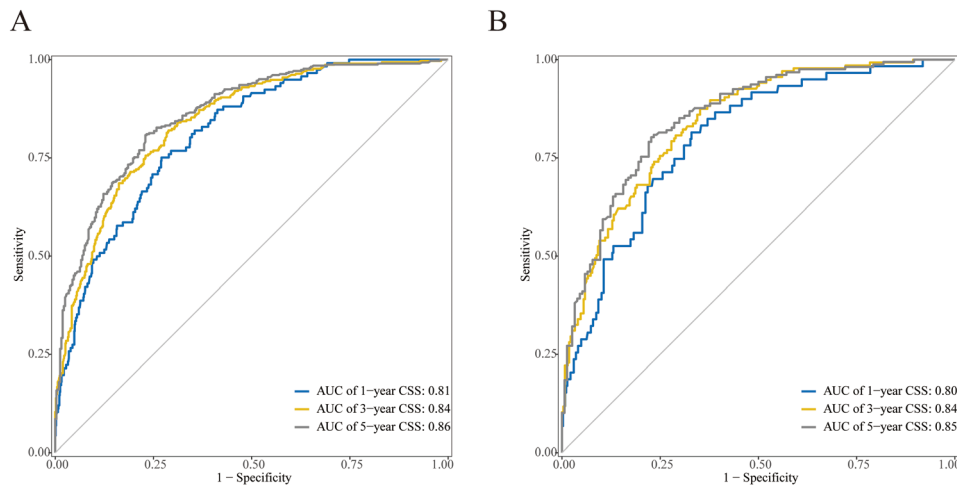 A
1.00
0.75
0.50
0.25
0.00
Sensitivity
AUC of 1−year CSS: 0.81
AUC of 3−year CSS: 0.84
AUC of 5−year CSS: 0.86
0.00 0.25 0.50 0.75 1.00
1 − Specificity
B
1.00
0.75
0.50
0.25
0.00
Sensitivity
AUC of 1−year CSS: 0.80
AUC of 3−year CSS: 0.84
AUC of 5−year CSS: 0.85
0.00 0.25 0.50 0.75 1.00
1 − Specificity